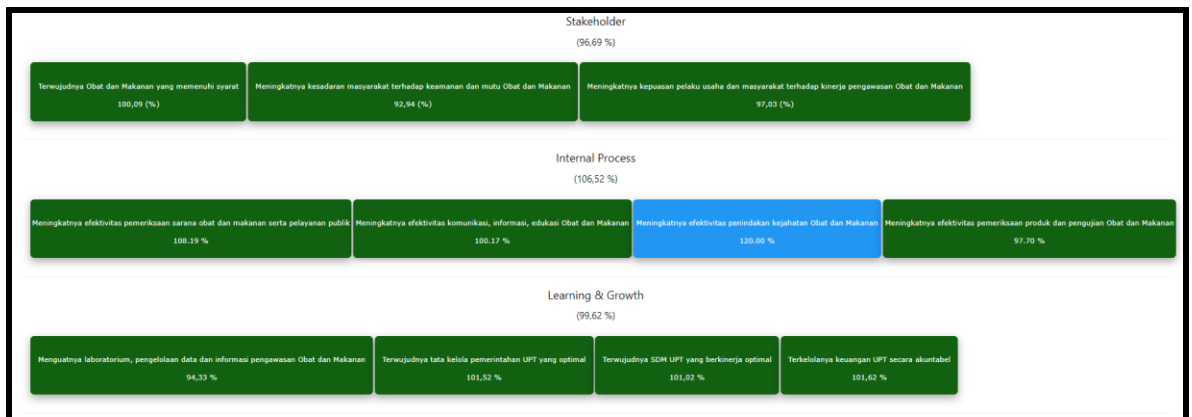 Stakeholder
(96,69 %)
Terwujudnya Obat dan Makanan yang memenuhi syarat
100,09 (%)
Meningkatnya kesadaran masyarakat terhadap keamanan dan mutu Obat dan Makanan
92,94 (%)
Meningkatnya kepuasan pelaku usaha dan masyarakat terhadap kinerja pengawasan Obat dan Makanan
97,03 (%)
Internal Process
(106,52 %)
Meningkatnya efektivitas pemeriksaan sarana obat dan makanan serta pelayanan publik
108.19 %
Meningkatnya efektivitas komunikasi, informasi, edukasi Obat dan Makanan
100.17 %
Meningkatnya efektivitas penindakan kejahatan Obat dan Makanan
120.00 %
Meningkatnya efektivitas pemeriksaan produk dan pengujian Obat dan Makanan
97.70 %
Learning & Growth
(99,62 %)
Menguatnya laboratorium, pengelolaan data dan informasi pengawasan Obat dan Makanan
94,33 %
Terwujudnya tata kelola pemerintahan UPT yang optimal
101,52 %
Terwujudnya SDM UPT yang berkinerja optimal
101,02 %
Terkelolanya keuangan UPT secara akuntabel
101,62 %